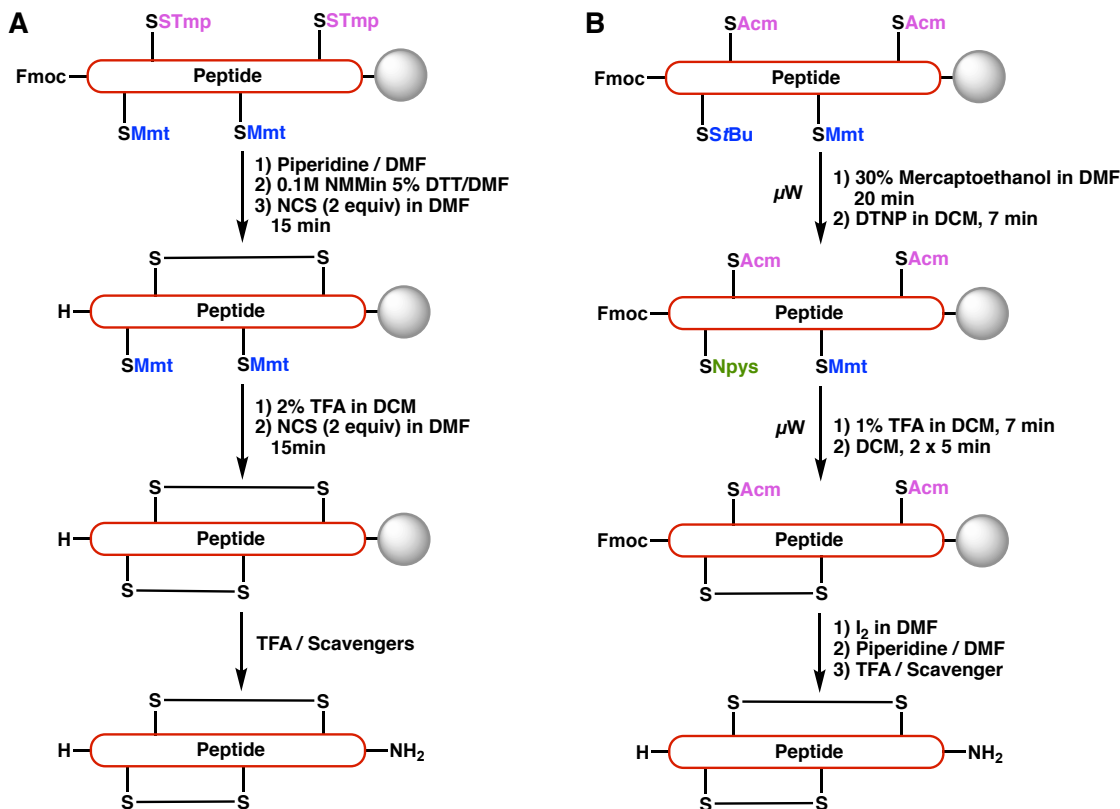 A
SSTmp SSTmp
Fmoc Peptide
SMmt SMmt
1) Piperidine / DMF
2) 0.1M NMMin 5% DTT/DMF
3) NCS (2 equiv) in DMF
15 min
S S
H Peptide
SMmt SMmt
1) 2% TFA in DCM
2) NCS (2 equiv) in DMF
15min
S S
H Peptide
S S
TFA / Scavengers
S S
H Peptide NH₂
S S
B
SAcm SAcm
Fmoc Peptide
SStBu SMmt
µW
1) 30% Mercaptoethanol in DMF
20 min
2) DTNP in DCM, 7 min
SAcm SAcm
Fmoc Peptide
SNpys SMmt
µW
1) 1% TFA in DCM, 7 min
2) DCM, 2 x 5 min
SAcm SAcm
Fmoc Peptide
S S
1) I₂ in DMF
2) Piperidine / DMF
3) TFA / Scavenger
S S
H Peptide NH₂
S S